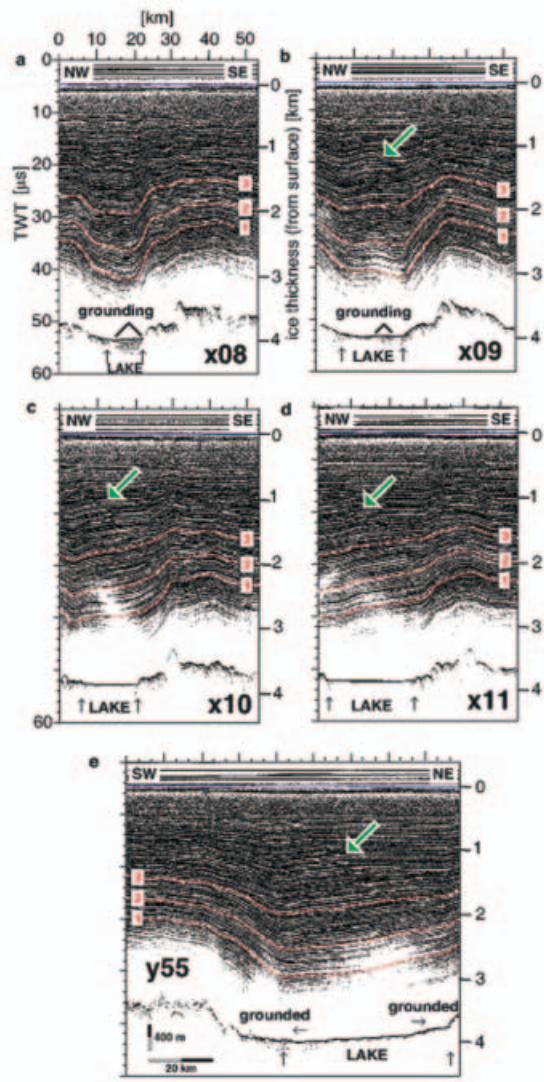 [km]
0 10 20 30 40 50
a
NW SE
0
10
20
30
40
50
60
TWT [µs]
0
1
2
3
4
ice thickness (from surface) [km]
3
2
1
grounding
LAKE
x08
b
NW SE
0
1
2
3
4
3
2
1
grounding
LAKE
x09
c
NW SE
0
1
2
3
4
3
2
1
60
LAKE
x10
d
NW SE
0
1
2
3
4
3
2
1
LAKE
x11
e
SW NE
0
1
2
3
4
3
2
1
y55
grounded
grounded
400 m
20 km
LAKE